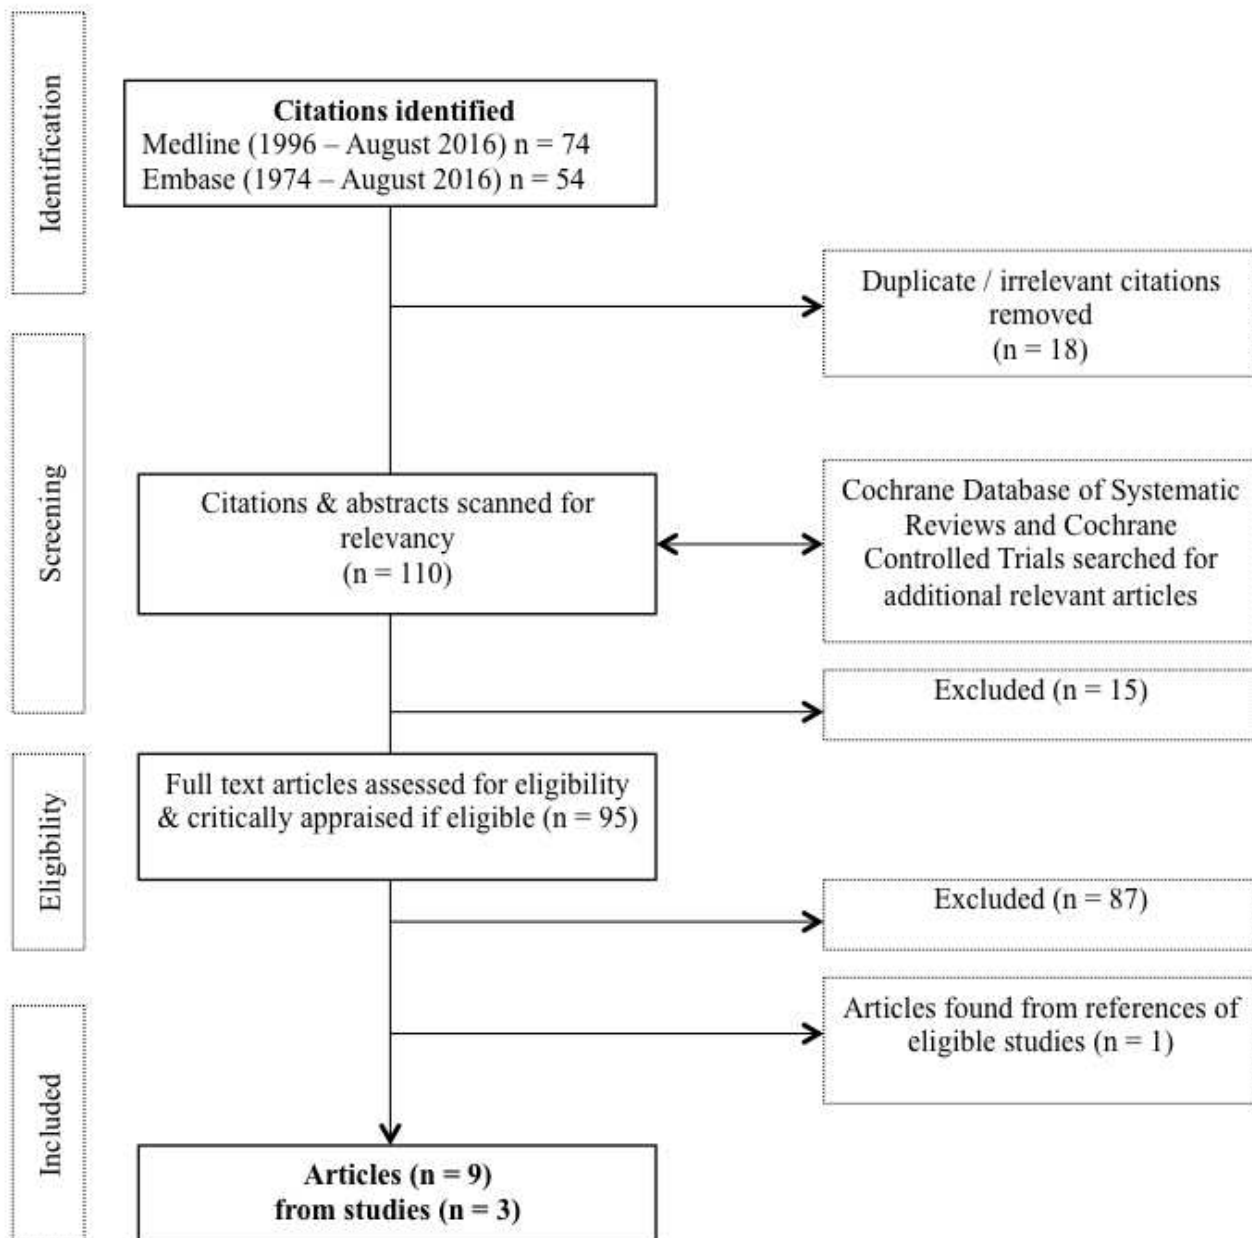 Identification
Citations identified
Medline (1996 – August 2016) n = 74
Embase (1974 – August 2016) n = 54
Duplicate / irrelevant citations
removed
(n = 18)
Screening
Citations & abstracts scanned for
relevancy
(n = 110)
Cochrane Database of Systematic
Reviews and Cochrane
Controlled Trials searched for
additional relevant articles
Excluded (n = 15)
Eligibility
Full text articles assessed for eligibility
& critically appraised if eligible (n = 95)
Excluded (n = 87)
Included
Articles found from references of
eligible studies (n = 1)
Articles (n = 9)
from studies (n = 3)